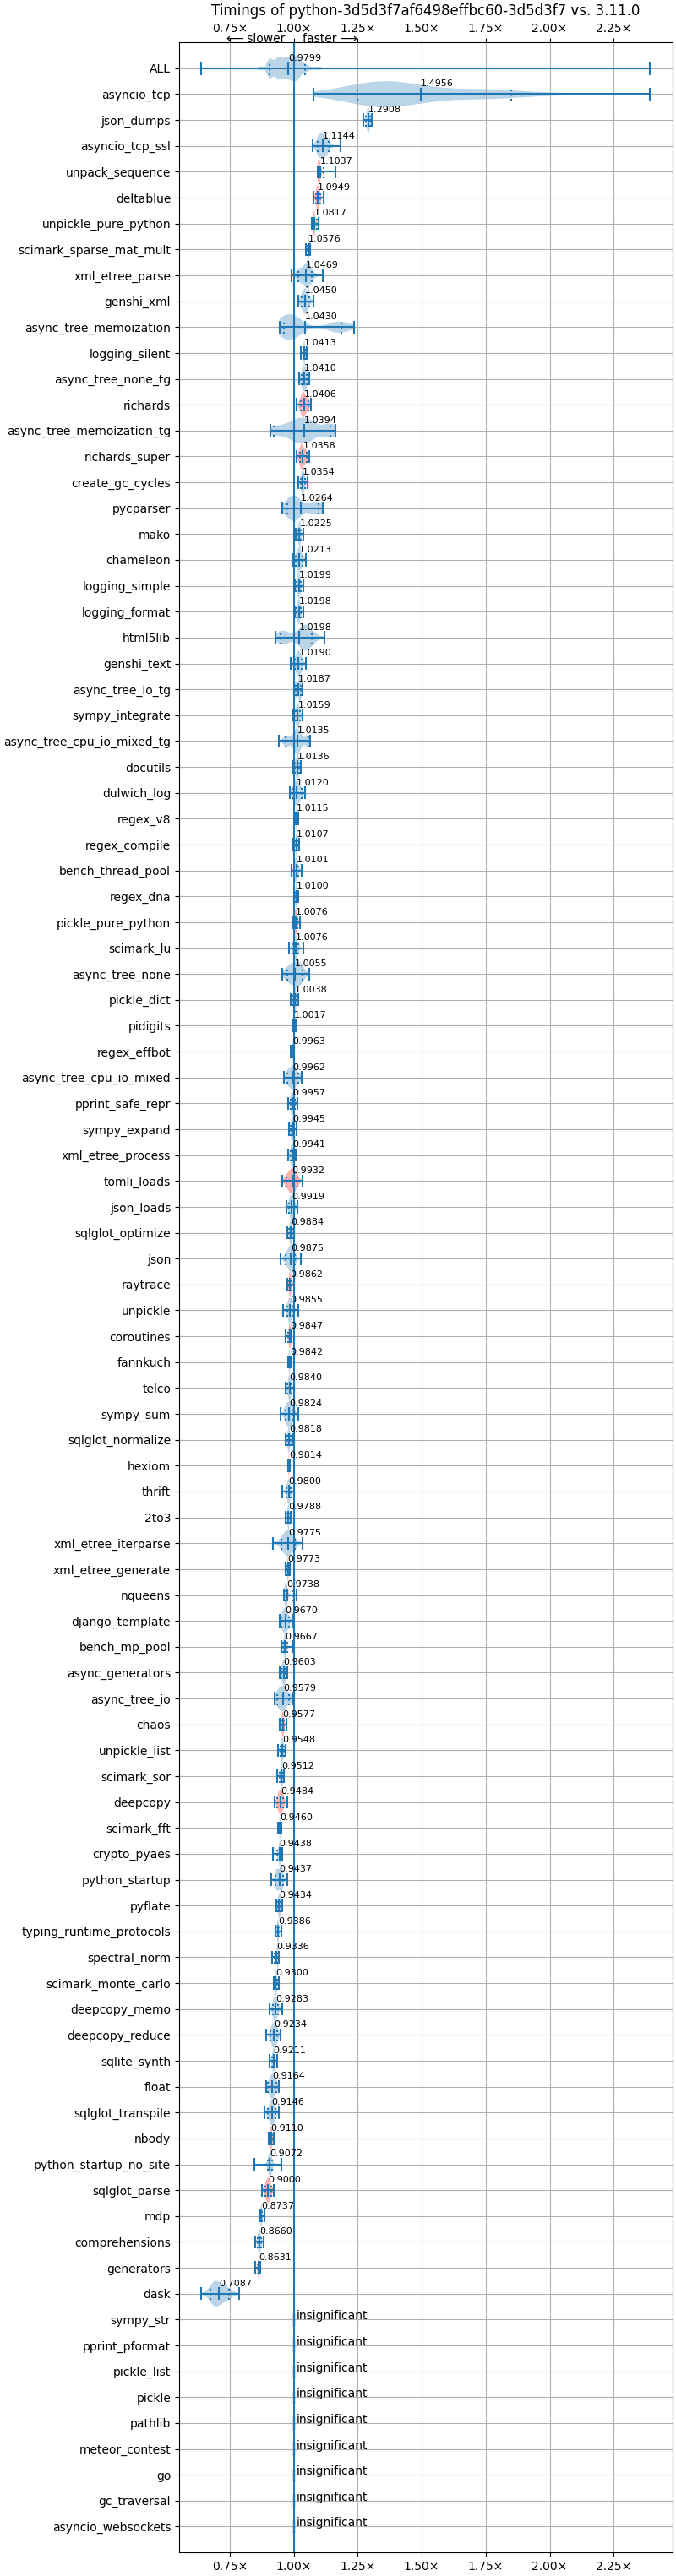 Timings of python-3d5d3f7af6498effbc60-3d5d3f7 vs. 3.11.0
0.75× 1.00× 1.25× 1.50× 1.75× 2.00× 2.25×
⟵ slower faster ⟶
ALL 0.9799
asyncio_tcp 1.4956
json_dumps 1.2908
asyncio_tcp_ssl 1.1144
unpack_sequence 1.1037
deltablue 1.0949
unpickle_pure_python 1.0817
scimark_sparse_mat_mult 1.0576
xml_etree_parse 1.0469
genshi_xml 1.0450
async_tree_memoization 1.0430
logging_silent 1.0413
async_tree_none_tg 1.0410
richards 1.0406
async_tree_memoization_tg 1.0394
richards_super 1.0358
create_gc_cycles 1.0354
pycparser 1.0264
mako 1.0225
chameleon 1.0213
logging_simple 1.0199
logging_format 1.0198
html5lib 1.0198
genshi_text 1.0190
async_tree_io_tg 1.0187
sympy_integrate 1.0159
async_tree_cpu_io_mixed_tg 1.0135
docutils 1.0136
dulwich_log 1.0120
regex_v8 1.0115
regex_compile 1.0107
bench_thread_pool 1.0101
regex_dna 1.0100
pickle_pure_python 1.0076
scimark_lu 1.0076
async_tree_none 1.0055
pickle_dict 1.0038
pidigits 1.0017
regex_effbot 0.9963
async_tree_cpu_io_mixed 0.9962
pprint_safe_repr 0.9957
sympy_expand 0.9945
xml_etree_process 0.9941
tomli_loads 0.9932
json_loads 0.9919
sqlglot_optimize 0.9884
json 0.9875
raytrace 0.9862
unpickle 0.9855
coroutines 0.9847
fannkuch 0.9842
telco 0.9840
sympy_sum 0.9824
sqlglot_normalize 0.9818
hexiom 0.9814
thrift 0.9800
2to3 0.9788
xml_etree_iterparse 0.9775
xml_etree_generate 0.9773
nqueens 0.9738
django_template 0.9670
bench_mp_pool 0.9667
async_generators 0.9603
async_tree_io 0.9579
chaos 0.9577
unpickle_list 0.9548
scimark_sor 0.9512
deepcopy 0.9484
scimark_fft 0.9460
crypto_pyaes 0.9438
python_startup 0.9437
pyflate 0.9434
typing_runtime_protocols 0.9386
spectral_norm 0.9336
scimark_monte_carlo 0.9300
deepcopy_memo 0.9283
deepcopy_reduce 0.9234
sqlite_synth 0.9211
float 0.9164
sqlglot_transpile 0.9146
nbody 0.9110
python_startup_no_site 0.9072
sqlglot_parse 0.9000
mdp 0.8737
comprehensions 0.8660
generators 0.8631
dask 0.7087
sympy_str insignificant
pprint_pformat insignificant
pickle_list insignificant
pickle insignificant
pathlib insignificant
meteor_contest insignificant
go insignificant
gc_traversal insignificant
asyncio_websockets insignificant
0.75× 1.00× 1.25× 1.50× 1.75× 2.00× 2.25×